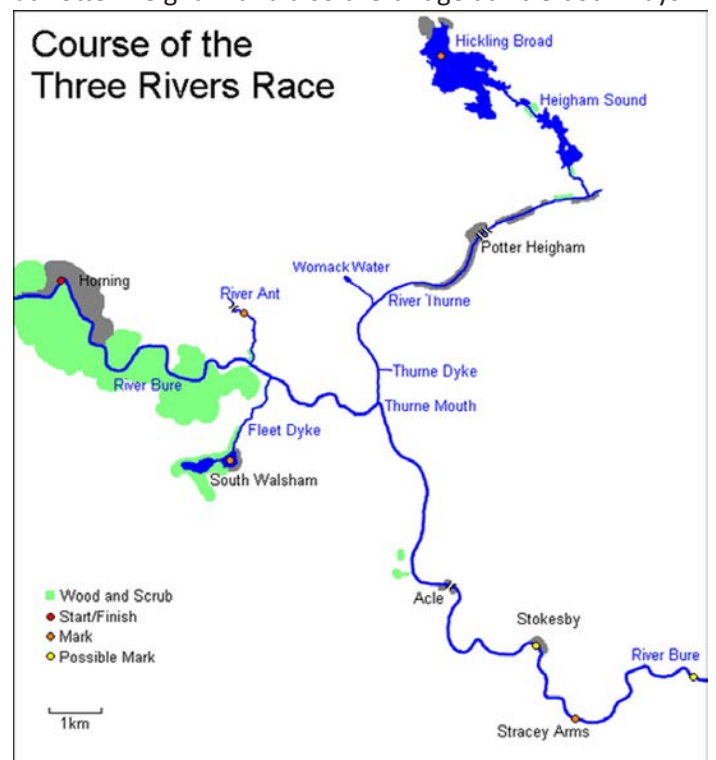 Course of the
Three Rivers Race
Hickling Broad
Heigham Sound
Potter Heigham
Womack Water
Horning
River Ant
River Thurne
Thurne Dyke
River Bure
Thurne Mouth
Fleet Dyke
South Walsham
Wood and Scrub
Start/Finish
Mark
Possible Mark
1km
Acle
Stokesby
River Bure
Stracey Arms